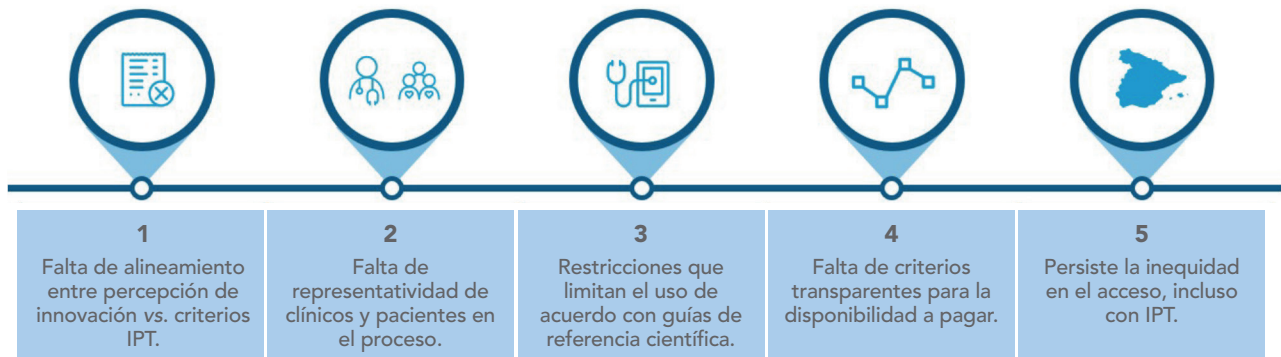 1
Falta de alineamiento
entre percepción de
innovación vs. criterios
IPT.
2
Falta de
representatividad de
clínicos y pacientes en
el proceso.
3
Restricciones que
limitan el uso de
acuerdo con guías de
referencia científica.
4
Falta de criterios
transparentes para la
disponibilidad a pagar.
5
Persiste la inequidad
en el acceso, incluso
con IPT.